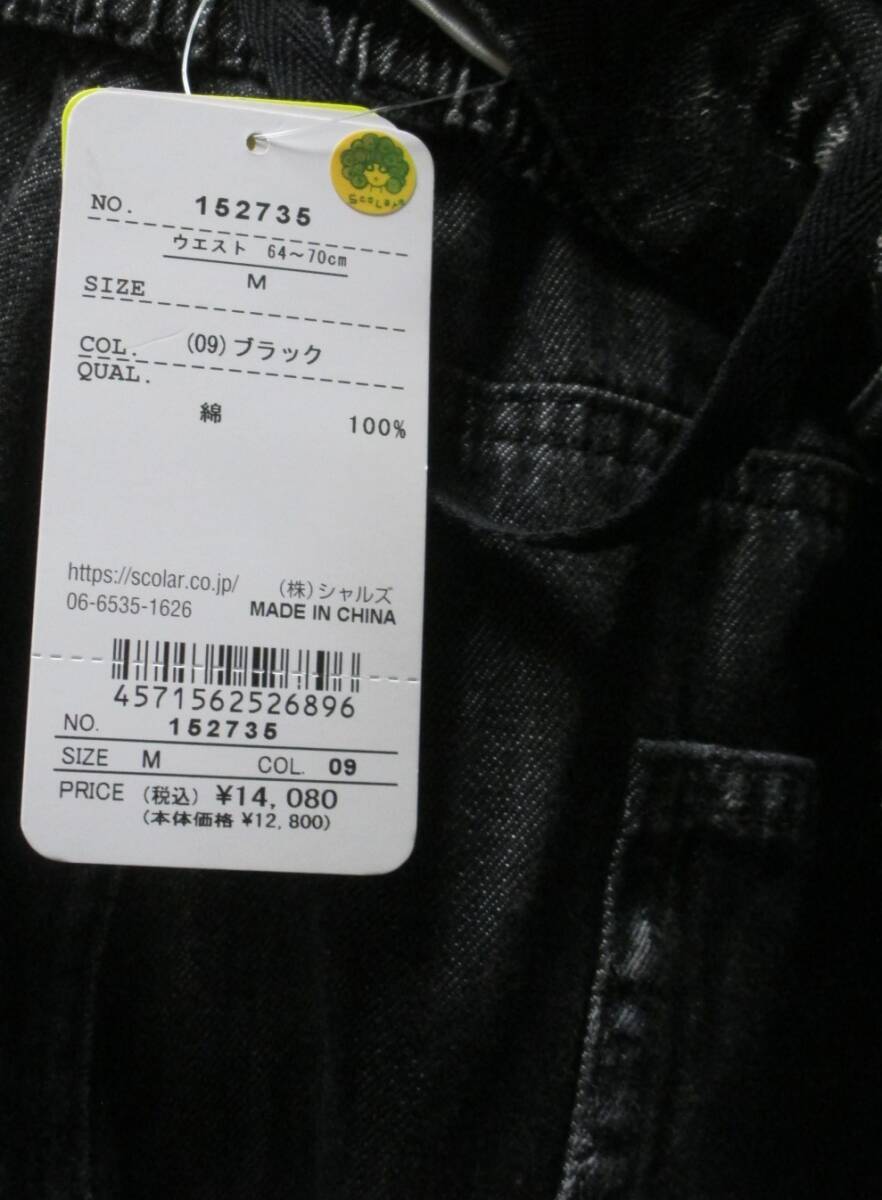 ScoLar
NO. 152735
ウエスト 64～70cm
SIZE M
COL. (09)ブラック
QUAL.
綿 100%
https://scolar.co.jp/ (株)シャルズ
06-6535-1626 MADE IN CHINA
4571562526896
NO. 152735
SIZE M COL. 09
PRICE (税込) ¥14,080
(本体価格 ¥12,800)